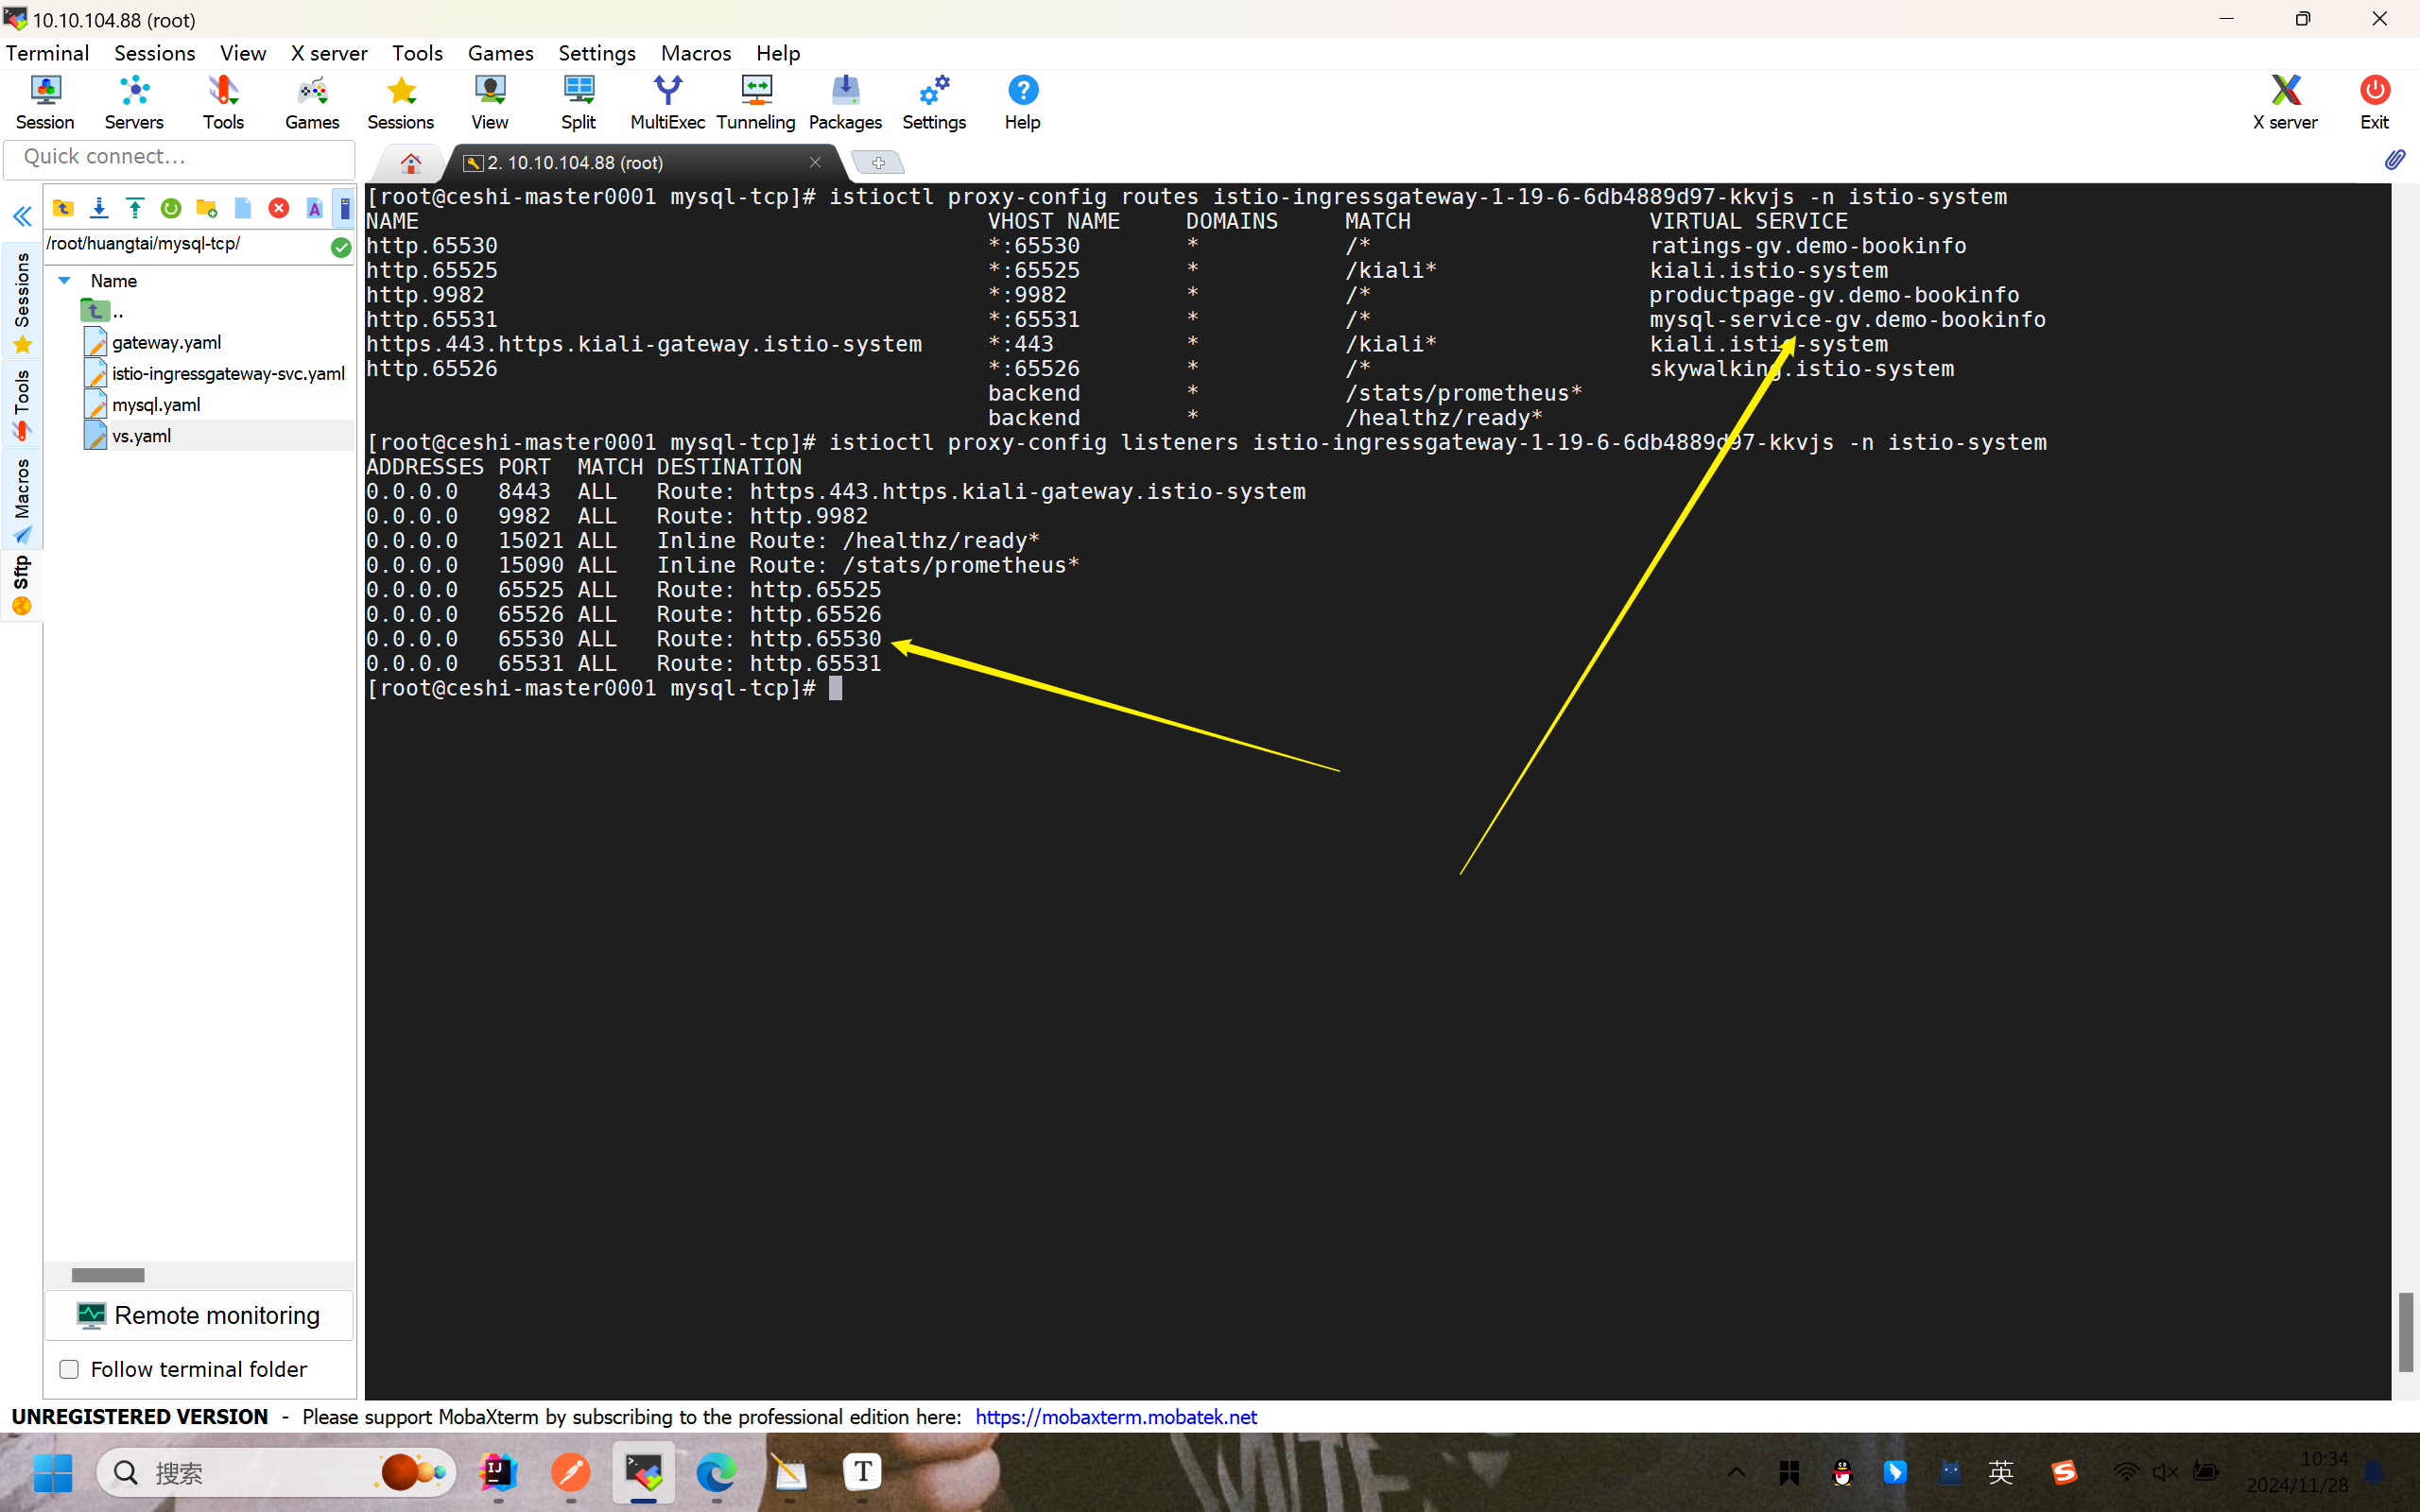 10.10.104.88 (root)
Terminal Sessions View X server Tools Games Settings Macros Help
Session Servers Tools Games Sessions View Split MultiExec Tunneling Packages Settings Help X server Exit
Quick connect...
2. 10.10.104.88 (root)
/root/huangtai/mysql-tcp/
Name
..
gateway.yaml
istio-ingressgateway-svc.yaml
mysql.yaml
vs.yaml
Sessions
Tools
Macros
Sftp
[root@ceshi-master0001 mysql-tcp]# istioctl proxy-config routes istio-ingressgateway-1-19-6-6db4889d97-kkvjs -n istio-system
NAME VHOST NAME DOMAINS MATCH VIRTUAL SERVICE
http.65530 *:65530 * /* ratings-gv.demo-bookinfo
http.65525 *:65525 * /kiali* kiali.istio-system
http.9982 *:9982 * /* productpage-gv.demo-bookinfo
http.65531 *:65531 * /* mysql-service-gv.demo-bookinfo
https.443.https.kiali-gateway.istio-system *:443 * /kiali* kiali.istio-system
http.65526 *:65526 * /* skywalking.istio-system
backend * /stats/prometheus*
backend * /healthz/ready*
[root@ceshi-master0001 mysql-tcp]# istioctl proxy-config listeners istio-ingressgateway-1-19-6-6db4889d97-kkvjs -n istio-system
ADDRESSES PORT MATCH DESTINATION
0.0.0.0 8443 ALL Route: https.443.https.kiali-gateway.istio-system
0.0.0.0 9982 ALL Route: http.9982
0.0.0.0 15021 ALL Inline Route: /healthz/ready*
0.0.0.0 15090 ALL Inline Route: /stats/prometheus*
0.0.0.0 65525 ALL Route: http.65525
0.0.0.0 65526 ALL Route: http.65526
0.0.0.0 65530 ALL Route: http.65530
0.0.0.0 65531 ALL Route: http.65531
[root@ceshi-master0001 mysql-tcp]#
Remote monitoring
Follow terminal folder
UNREGISTERED VERSION - Please support MobaXterm by subscribing to the professional edition here: https://mobaxterm.mobatek.net
搜索
英
10:34
2024/11/28